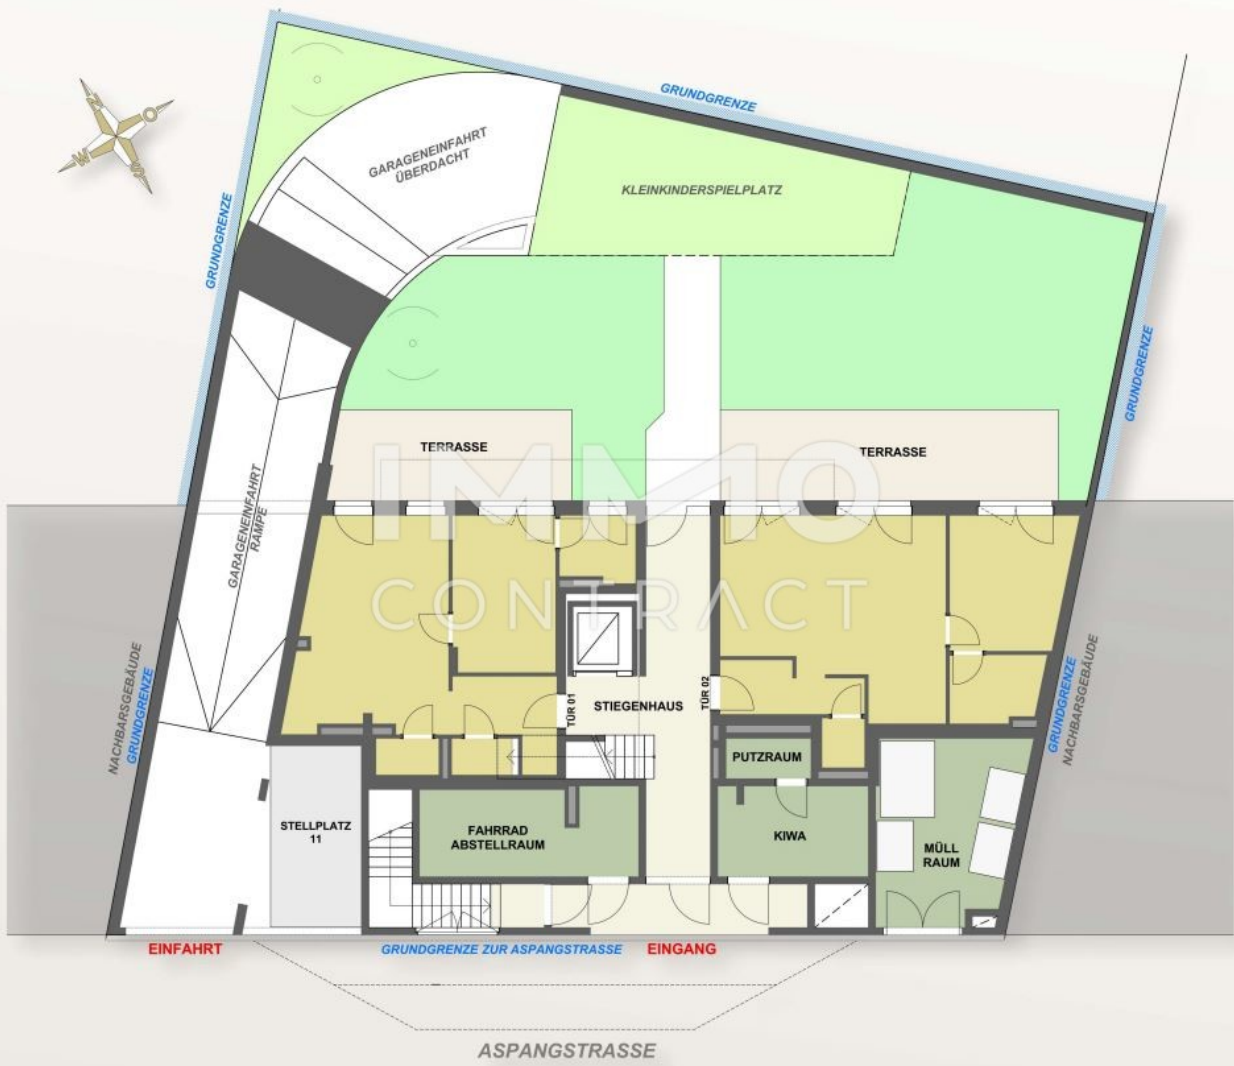 GRUNDGRENZE
N
O
W
S
GARAGENEINFAHRT
ÜBERDACHT
KLEINKINDERSPIELPLATZ
GRUNDGRENZE
GRUNDGRENZE
TERRASSE
TERRASSE
IMMO
CONTRACT
GARAGENEINFAHRT
RAMPE
NACHBARSGEBÄUDE
GRUNDGRENZE
TÜR 01
STIEGENHAUS
TÜR 02
GRUNDGRENZE
NACHBARSGEBÄUDE
PUTZRAUM
STELLPLATZ
11
FAHRRAD
ABSTELLRAUM
KIWA
MÜLL
RAUM
EINFAHRT
GRUNDGRENZE ZUR ASPANGSTRASSE
EINGANG
ASPANGSTRASSE